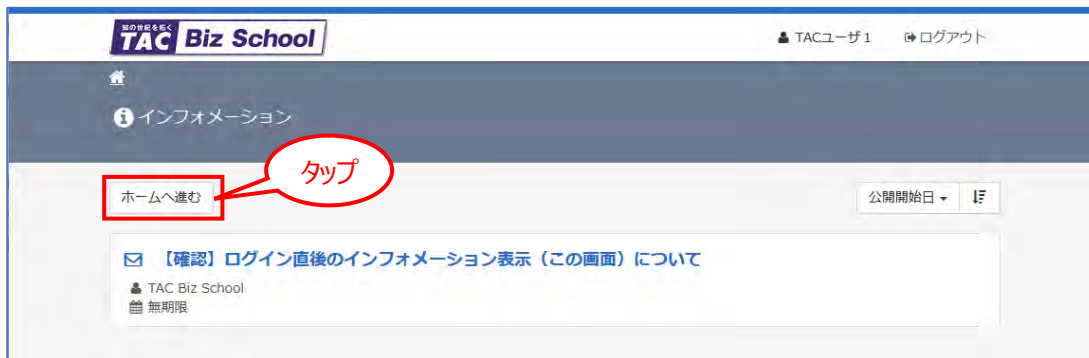 知の世紀を拓く
TAC Biz School
TACユーザ1 ログアウト
インフォメーション
タップ
ホームへ進む
公開開始日
【確認】ログイン直後のインフォメーション表示（この画面）について
TAC Biz School
無期限